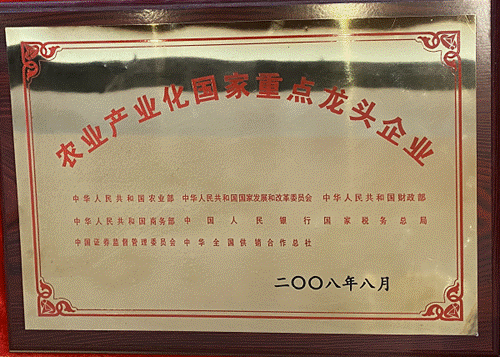 农业产业化国家重点龙头企业
中华人民共和国农业部 中华人民共和国国家发展和改革委员会 中华人民共和国财政部
中华人民共和国商务部 中国人民银行 国家税务总局
中国证券监督管理委员会 中华全国供销合作总社
二〇〇八年八月